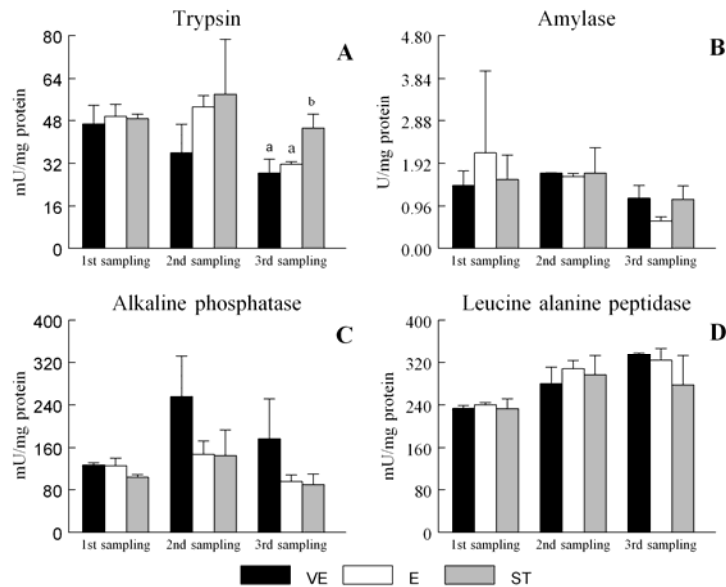 Trypsin
A
80
64
48
32
16
0
mU/mg protein
a
a
b
1st sampling 2nd sampling 3rd sampling
Amylase
B
4.80
3.84
2.88
1.92
0.96
0.00
U/mg protein
1st sampling 2nd sampling 3rd sampling
Alkaline phosphatase
C
400
320
240
160
80
0
mU/mg protein
1st sampling 2nd sampling 3rd sampling
Leucine alanine peptidase
D
400
320
240
160
80
0
mU/mg protein
1st sampling 2nd sampling 3rd sampling
VE E ST